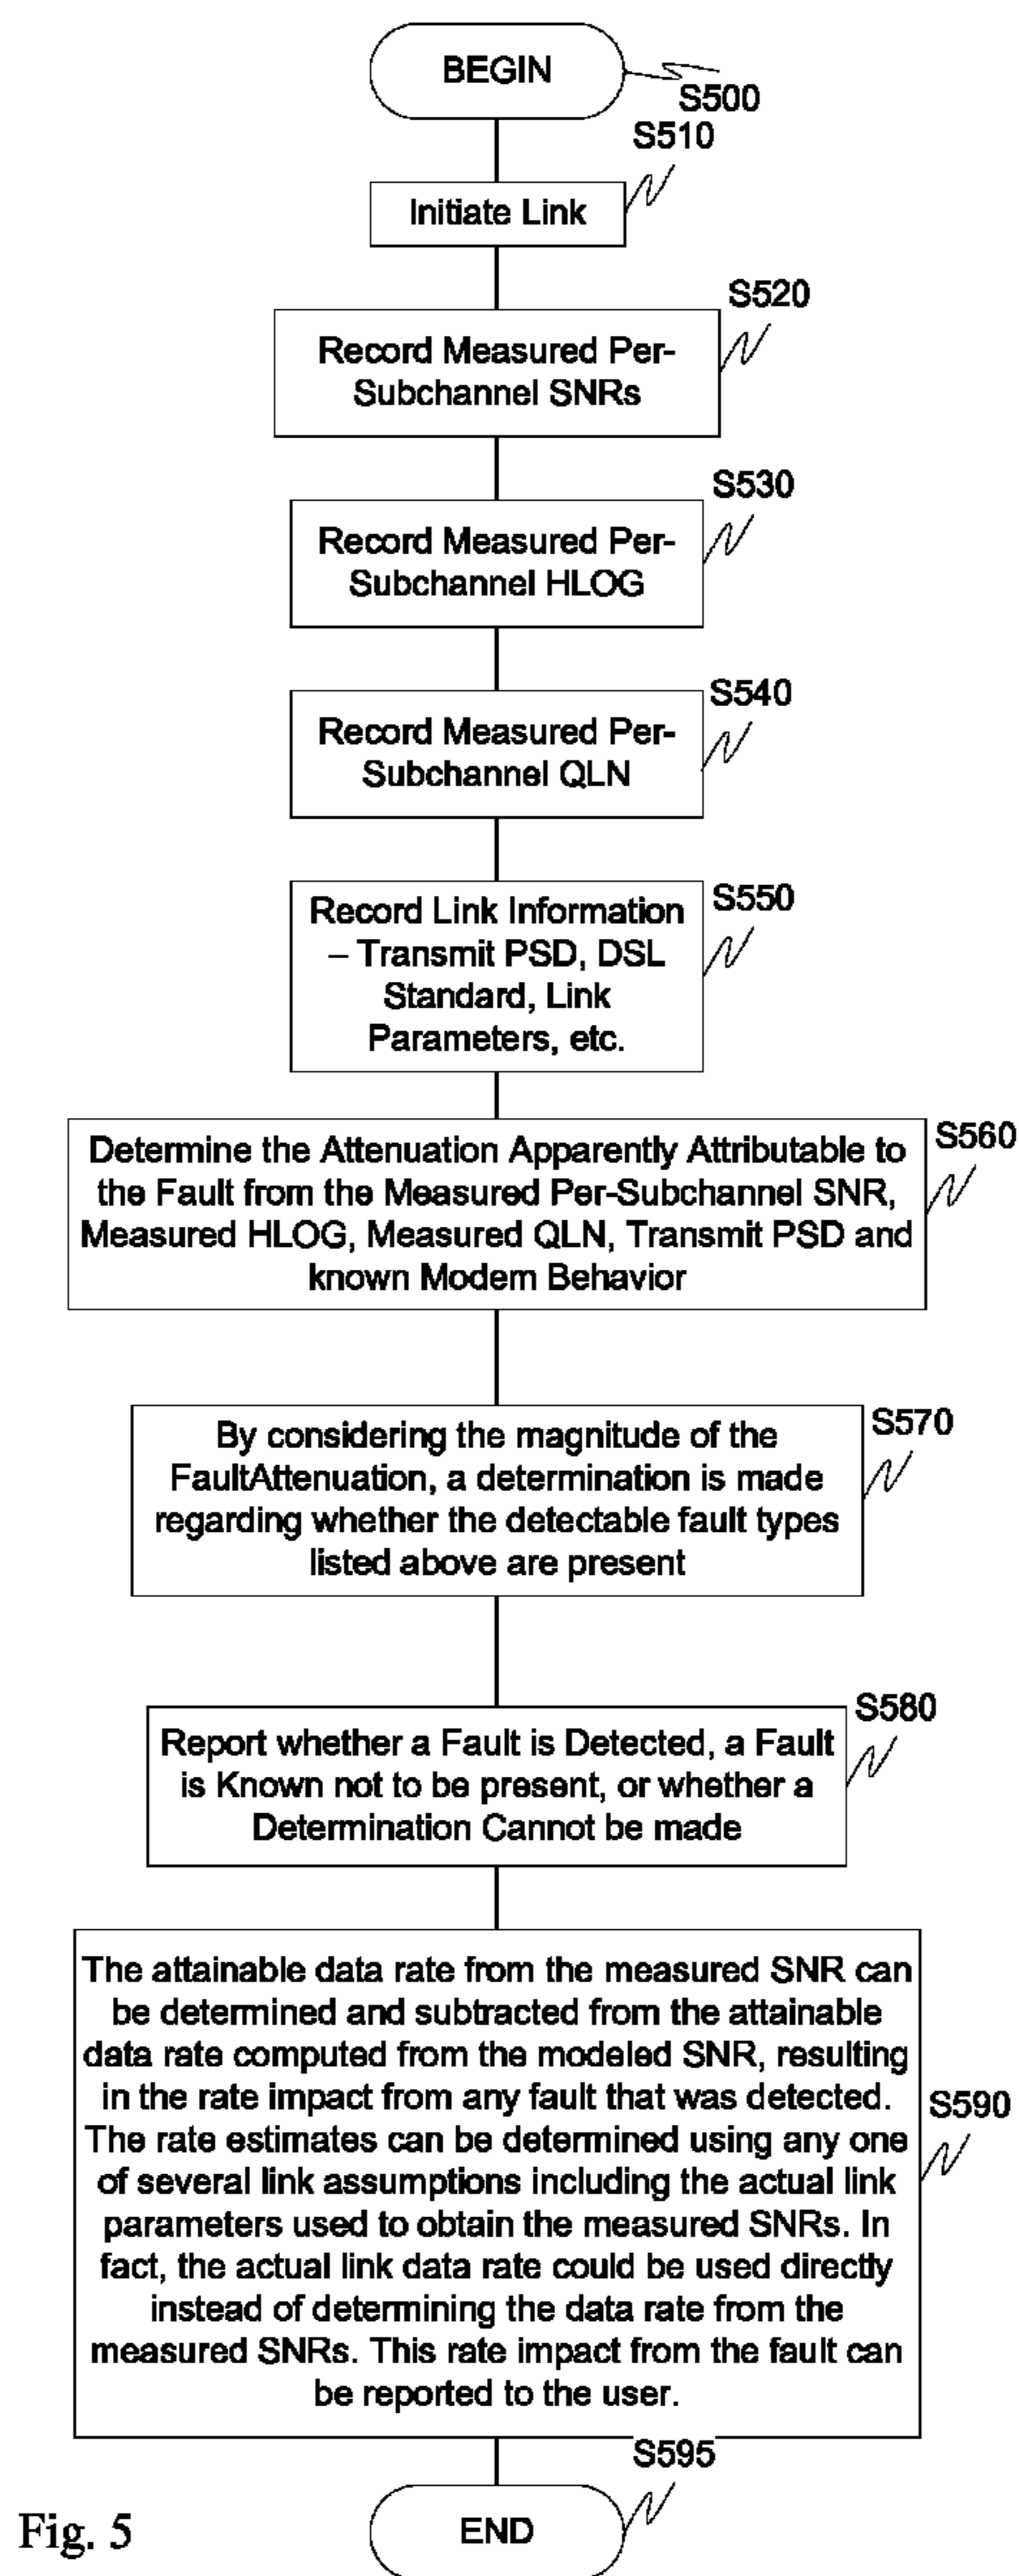 BEGIN
S500
S510
Initiate Link
S520
Record Measured Per-
Subchannel SNRs
S530
Record Measured Per-
Subchannel HLOG
S540
Record Measured Per-
Subchannel QLN
S550
Record Link Information
– Transmit PSD, DSL
Standard, Link
Parameters, etc.
S560
Determine the Attenuation Apparently Attributable to
the Fault from the Measured Per-Subchannel SNR,
Measured HLOG, Measured QLN, Transmit PSD and
known Modem Behavior
S570
By considering the magnitude of the
FaultAttenuation, a determination is made
regarding whether the detectable fault types
listed above are present
S580
Report whether a Fault is Detected, a Fault
is Known not to be present, or whether a
Determination Cannot be made
The attainable data rate from the measured SNR can
be determined and subtracted from the attainable
data rate computed from the modeled SNR, resulting
in the rate impact from any fault that was detected.
S590
The rate estimates can be determined using any one
of several link assumptions including the actual link
parameters used to obtain the measured SNRs. In
fact, the actual link data rate could be used directly
instead of determining the data rate from the
measured SNRs. This rate impact from the fault can
be reported to the user.
S595
END
Fig. 5